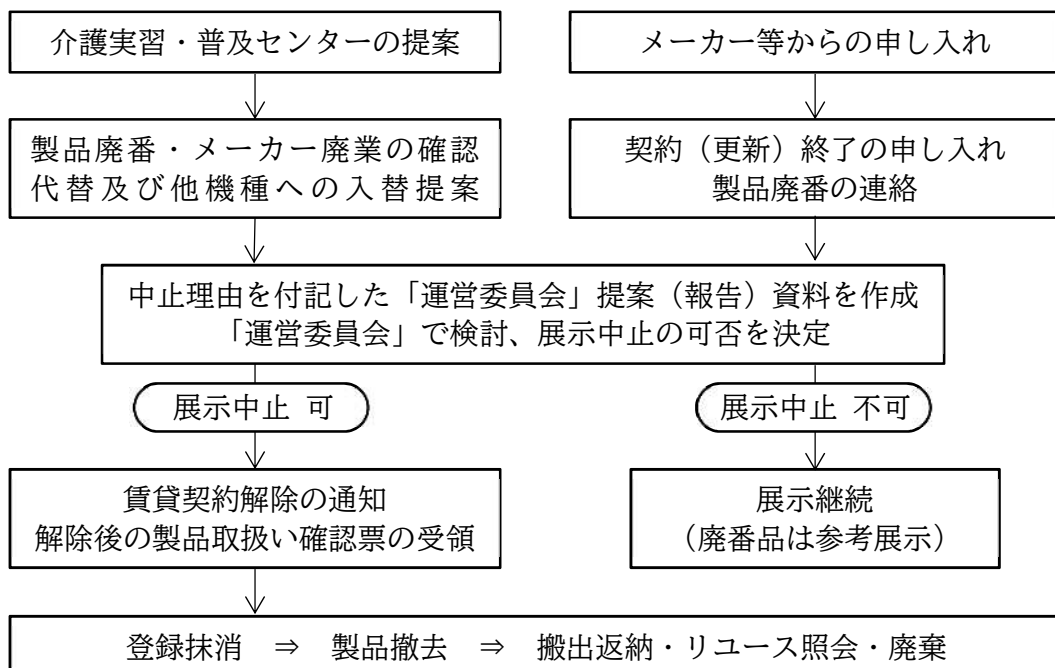 介護実習・普及センターの提案
メーカー等からの申し入れ
製品廃番・メーカー廃業の確認
代替及び他機種への入替提案
契約（更新）終了の申し入れ
製品廃番の連絡
中止理由を付記した「運営委員会」提案（報告）資料を作成
「運営委員会」で検討、展示中止の可否を決定
展示中止 可
展示中止 不可
賃貸契約解除の通知
解除後の製品取扱い確認票の受領
展示継続
（廃番品は参考展示）
登録抹消 ⇒ 製品撤去 ⇒ 搬出返納・リユース照会・廃棄